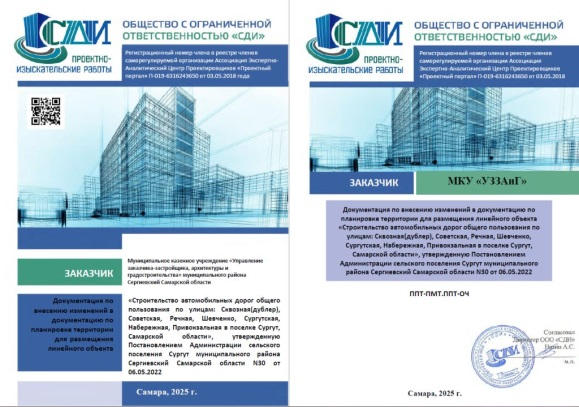 СДИ
ПРОЕКТНО-
ИЗЫСКАТЕЛЬСКИЕ РАБОТЫ
ОБЩЕСТВО С ОГРАНИЧЕННОЙ
ОТВЕТСТВЕННОСТЬЮ «СДИ»
Регистрационный номер члена в реестре членов
саморегулируемой организации Ассоциация Экспертно-
Аналитический Центр Проектировщиков «Проектный
портал» П-019-6316243650 от 03.05.2018 года
ЗАКАЗЧИК
Муниципальное казенное учреждение «Управление
заказчика-застройщика, архитектуры и
градостроительства» муниципального района
Сергиевский Самарской области
Документация по
внесению изменений в
документацию по
планировке территории
для размещения
линейного объекта
«Строительство автомобильных дорог общего
пользования по улицам: Сквозная(дублер),
Советская, Речная, Шевченко, Сургутская,
Набережная, Привокзальная в поселке Сургут,
Самарской области», утвержденную
Постановлением Администрации сельского
поселения Сургут муниципального района
Сергиевский Самарской области N30 от
06.05.2022
Самара, 2025 г.
СДИ
ПРОЕКТНО-
ИЗЫСКАТЕЛЬСКИЕ РАБОТЫ
ОБЩЕСТВО С ОГРАНИЧЕННОЙ
ОТВЕТСТВЕННОСТЬЮ «СДИ»
Регистрационный номер члена в реестре членов
саморегулируемой организации Ассоциация
Экспертно-Аналитический Центр Проектировщиков
«Проектный портал» П-019-6316243650 от 03.05.2018
ЗАКАЗЧИК
МКУ «УЗЗАиГ»
Документация по внесению изменений в документацию по
планировке территории для размещения линейного объекта
«Строительство автомобильных дорог общего пользования по
улицам: Сквозная(дублер), Советская, Речная, Шевченко,
Сургутская, Набережная, Привокзальная в поселке Сургут,
Самарской области», утвержденную Постановлением
Администрации сельского поселения Сургут муниципального
района Сергиевский Самарской области N30 от 06.05.2022
ППТ-ПМТ.ППТ-ОЧ
Согласовал
Директор ООО «СДИ»
А.С.
М.П.
СДИ
Самара, 2025 г.